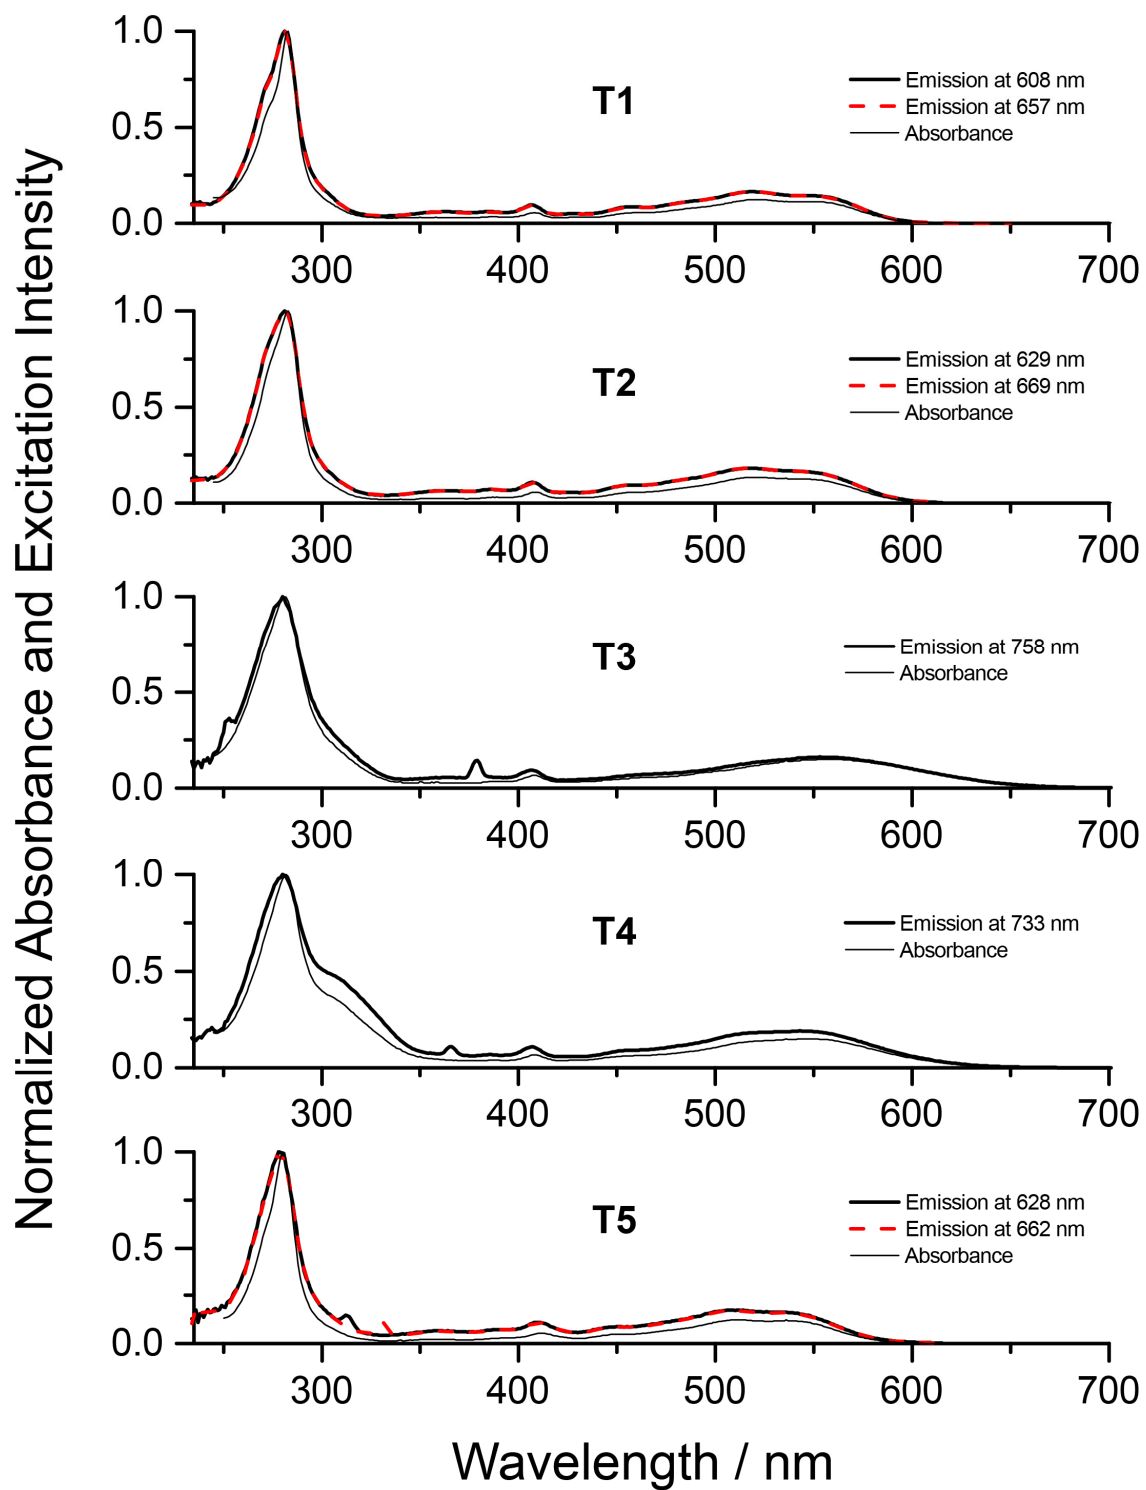 Normalized Absorbance and Excitation Intensity
1.0
0.5
0.0
T1
Emission at 608 nm
Emission at 657 nm
Absorbance
300 400 500 600 700
1.0
0.5
0.0
T2
Emission at 629 nm
Emission at 669 nm
Absorbance
300 400 500 600 700
1.0
0.5
0.0
T3
Emission at 758 nm
Absorbance
300 400 500 600 700
1.0
0.5
0.0
T4
Emission at 733 nm
Absorbance
300 400 500 600 700
1.0
0.5
0.0
T5
Emission at 628 nm
Emission at 662 nm
Absorbance
300 400 500 600 700
Wavelength / nm